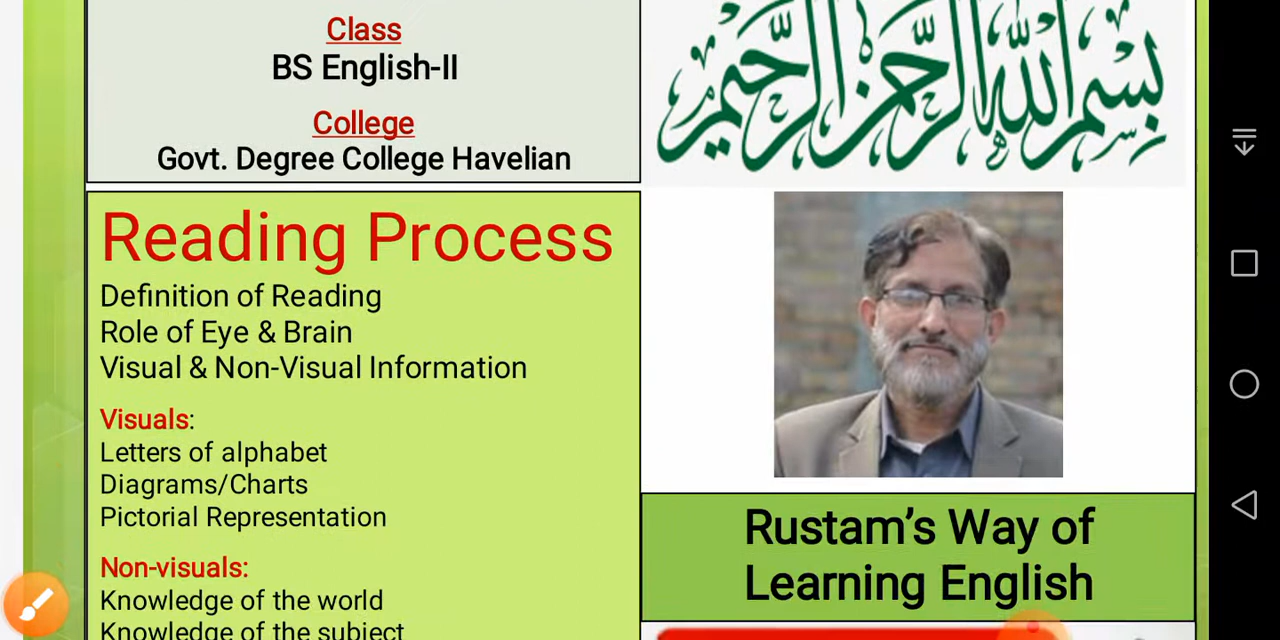 Class
BS English-II
College
Govt. Degree College Havelian
بسم الله الرحمن الرحيم
Reading Process
Definition of Reading
Role of Eye & Brain
Visual & Non-Visual Information
Visuals:
Letters of alphabet
Diagrams/Charts
Pictorial Representation
Non-visuals:
Knowledge of the world
Knowledge of the subject
Rustam’s Way of
Learning English